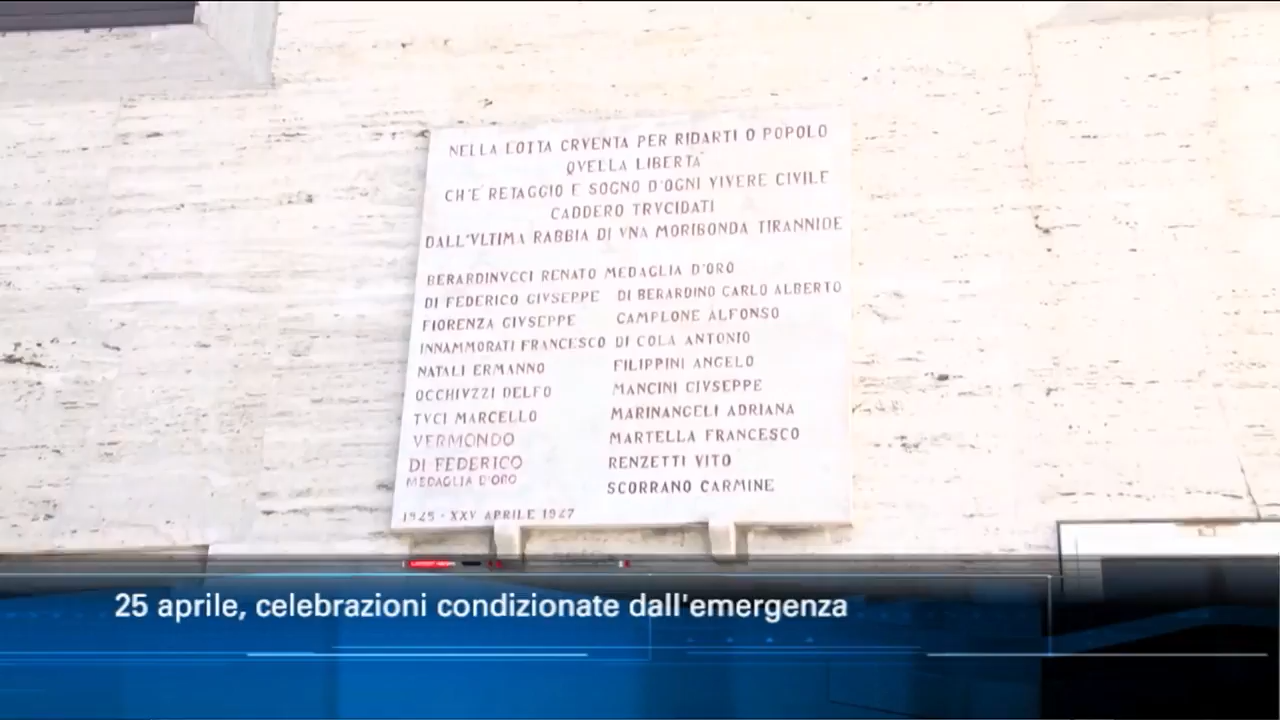 NELLA LOTTA CRVENTA PER RIDARTI O POPOLO
QVELLA LIBERTA'
CH'E' RETAGGIO E SOGNO D'OGNI VIVERE CIVILE
CADDERO TRVCIDATI
DALL'VLTIMA RABBIA DI VNA MORIBONDA TIRANNIDE
BERARDINVCCI RENATO MEDAGLIA D'ORO
DI FEDERICO GIVSEPPE DI BERARDINO CARLO ALBERTO
FIORENZA GIVSEPPE CAMPLONE ALFONSO
INNAMORATI FRANCESCO DI COLA ANTONIO
NATALI ERMANNO FILIPPINI ANGELO
OCCHIVZZI DELFO MANCINI GIVSEPPE
TVCI MARCELLO MARINANGELI ADRIANA
VERMONDO MARTELLA FRANCESCO
DI FEDERICO RENZETTI VITO
MEDAGLIA D'ORO SCORRANO CARMINE
1945 - XXV APRILE 1947
25 aprile, celebrazioni condizionate dall'emergenza